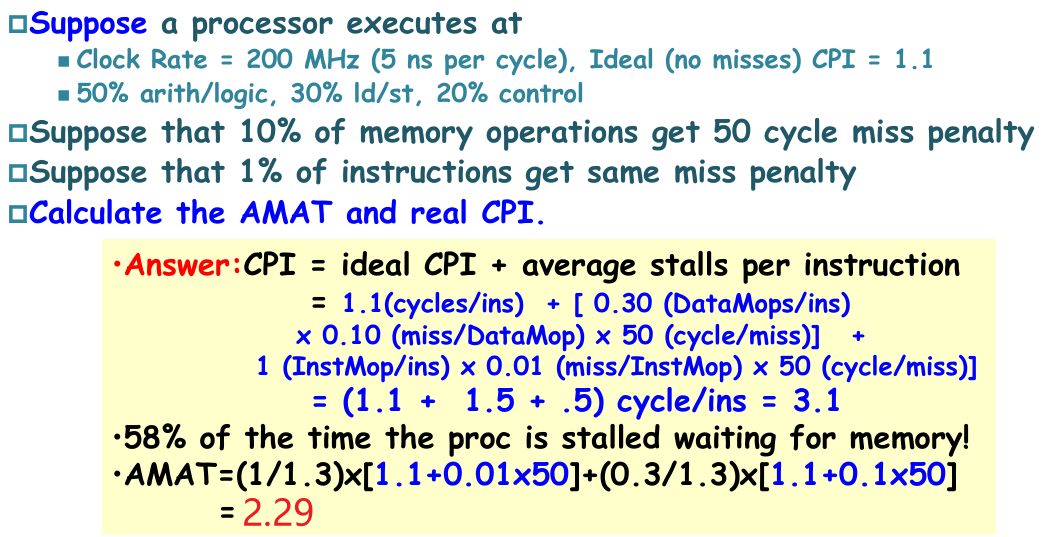 Suppose a processor executes at
Clock Rate = 200 MHz (5 ns per cycle), Ideal (no misses) CPI = 1.1
50% arith/logic, 30% ld/st, 20% control
Suppose that 10% of memory operations get 50 cycle miss penalty
Suppose that 1% of instructions get same miss penalty
Calculate the AMAT and real CPI.
•Answer:CPI = ideal CPI + average stalls per instruction
= 1.1(cycles/ins) + [ 0.30 (DataMops/ins)
x 0.10 (miss/DataMop) x 50 (cycle/miss)] +
1 (InstMop/ins) x 0.01 (miss/InstMop) x 50 (cycle/miss)]
= (1.1 + 1.5 + .5) cycle/ins = 3.1
•58% of the time the proc is stalled waiting for memory!
•AMAT=(1/1.3)x[1.1+0.01x50]+(0.3/1.3)x[1.1+0.1x50]
= 2.29